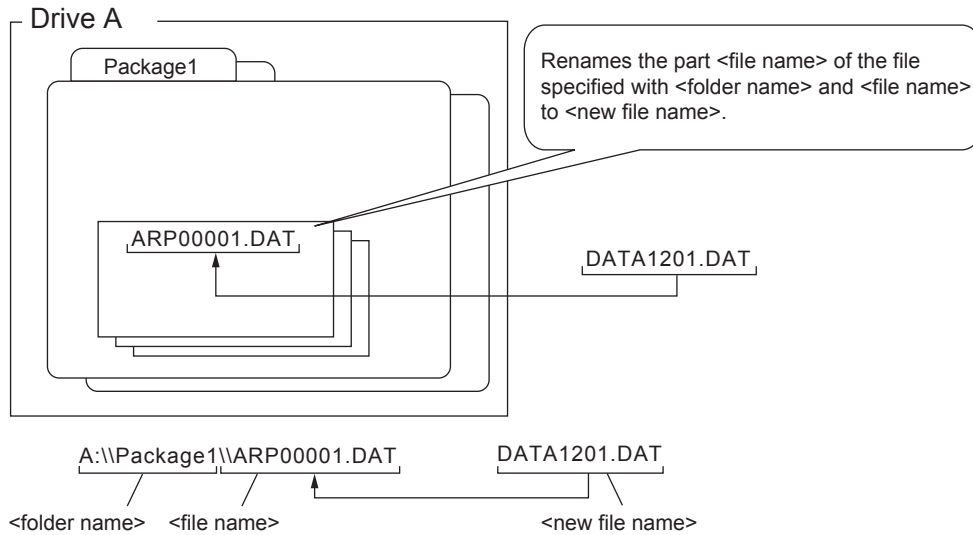 Drive A
Package1
Renames the part <file name> of the file
specified with <folder name> and <file name>
to <new file name>.
ARP00001.DAT
DATA1201.DAT
A:\\Package1\\ARP00001.DAT DATA1201.DAT
<folder name> <file name> <new file name>